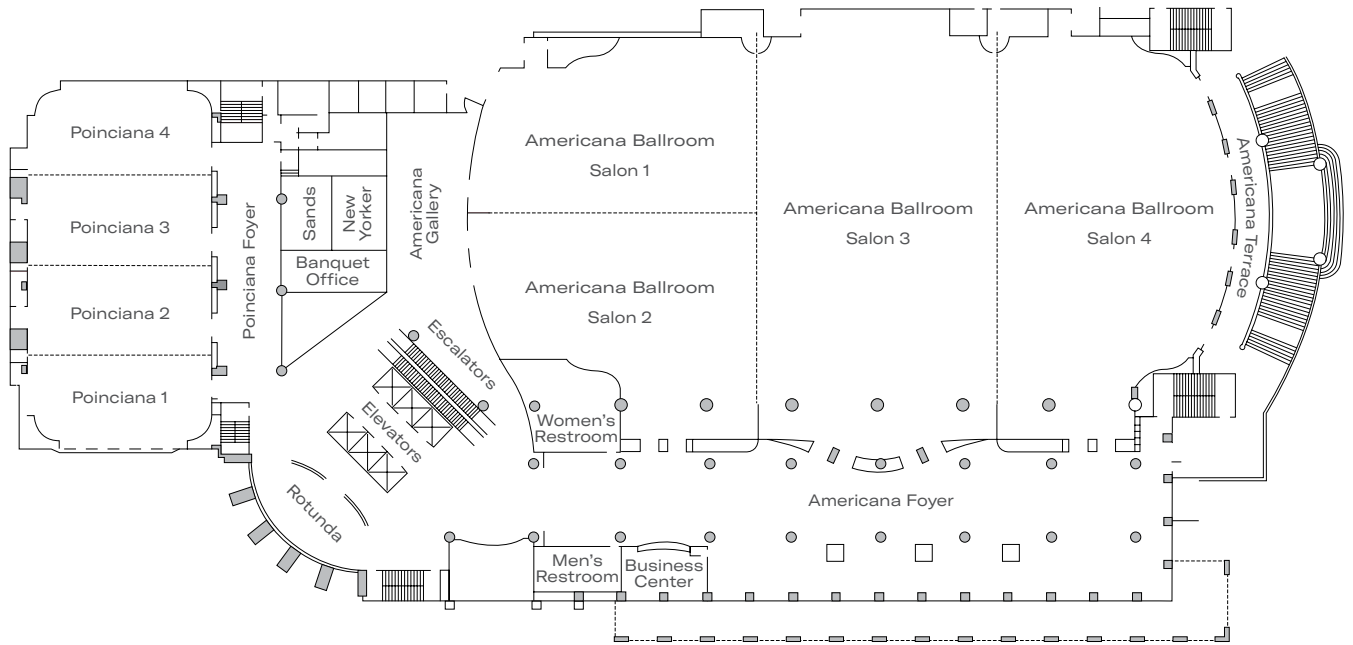 Poinciana 4
Poinciana 3
Poinciana 2
Poinciana 1
Poinciana Foyer
Sands
New
Yorker
Banquet
Office
Americana
Gallery
Escalators
Elevators
Rotunda
Americana Ballroom
Salon 1
Americana Ballroom
Salon 2
Americana Ballroom
Salon 3
Americana Ballroom
Salon 4
Americana Terrace
Women's
Restroom
Americana Foyer
Men's
Restroom
Business
Center